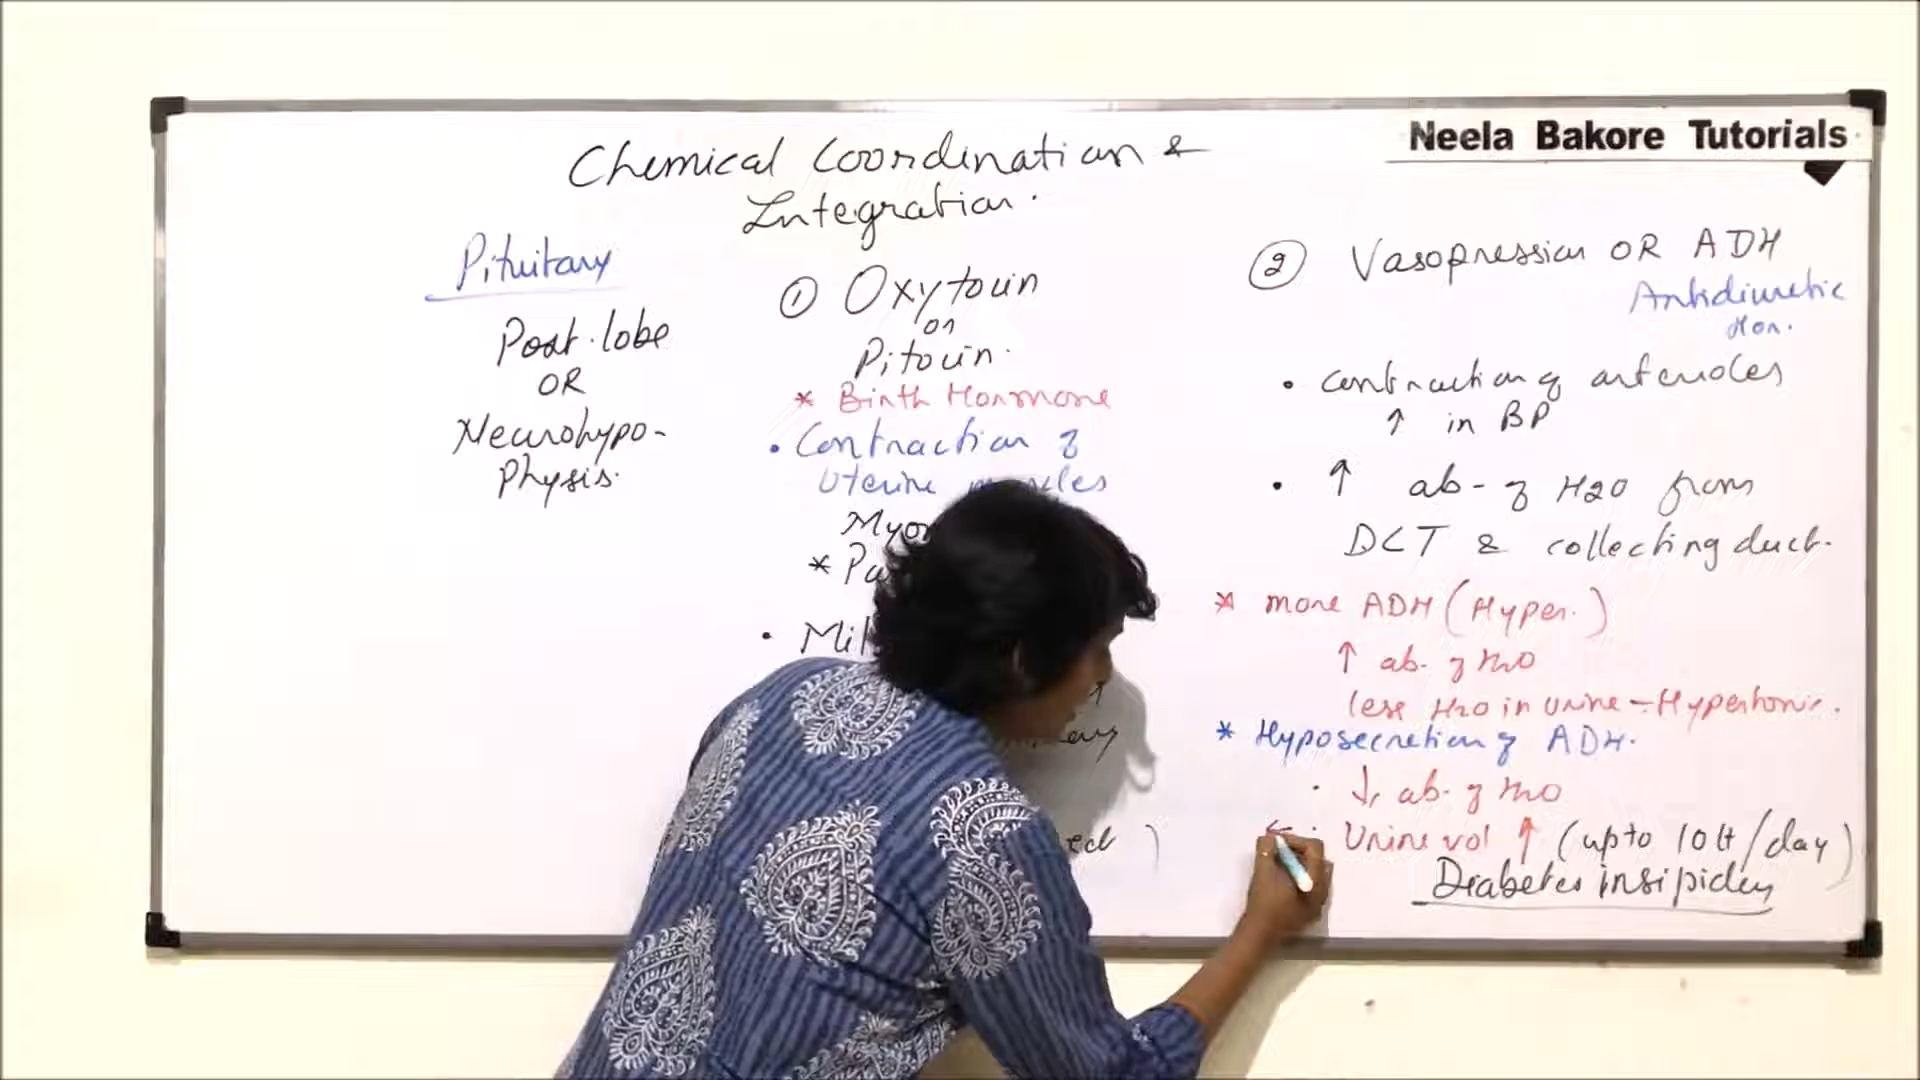 Neela Bakore Tutorials
Chemical Coordination &
Integration.
Pituitary
Post. lobe
OR
Neurohypo-
Physis.
① Oxytocin
or
Pitocin.
* Birth Hormone
• Contraction of
Uterine muscles
* 
• 
② Vasopression OR ADH
Antidiuretic
Hor.
• Contraction of arterioles
↑ in BP
• ↑ ab- of H2O from
DCT & collecting duct.
* more ADH (Hyper.)
↑ ab. of H2O
less H2O in urine - Hypertonic.
* Hyposecretion of ADH.
• ↓ ab. of H2O
• Urine vol ↑ (upto 10 lt/day)
Diabetes insipidus